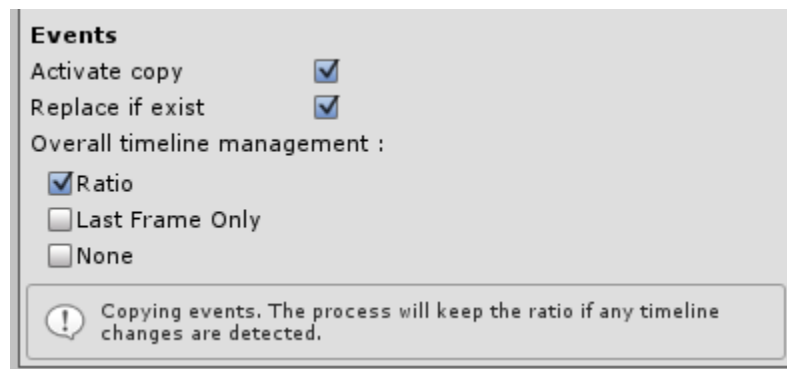 Events
Activate copy
Replace if exist
Overall timeline management :
Ratio
Last Frame Only
None
Copying events. The process will keep the ratio if any timeline
changes are detected.